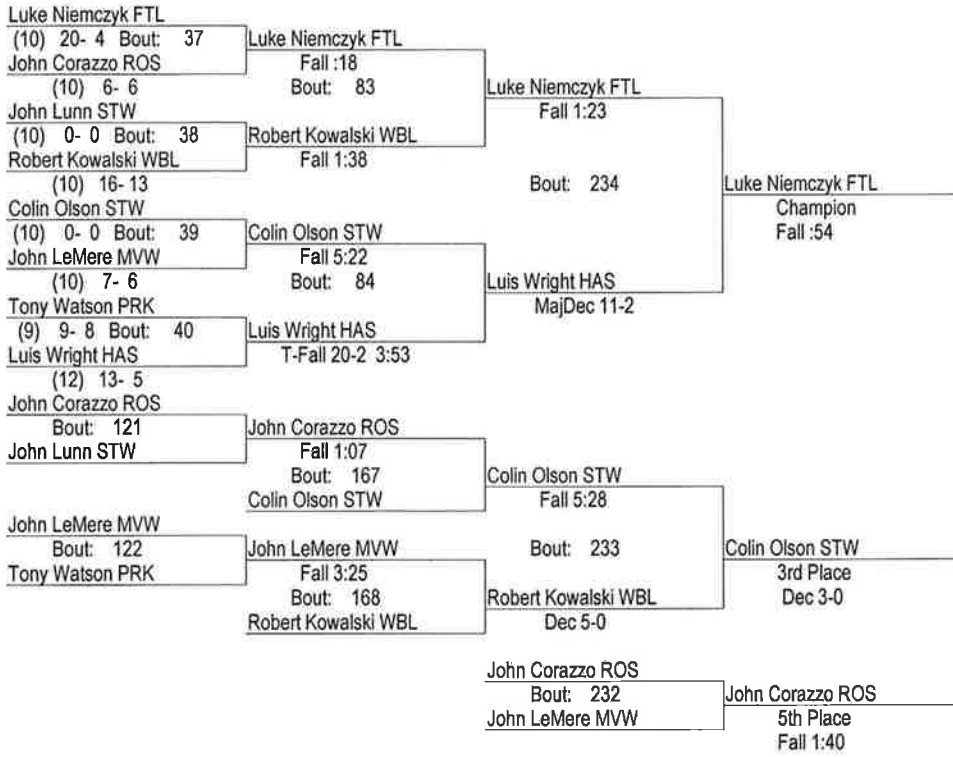 Luke Niemczyk FTL
(10) 20- 4 Bout: 37
John Corazzo ROS
(10) 6- 6
John Lunn STW
(10) 0- 0 Bout: 38
Robert Kowalski WBL
(10) 16- 13
Colin Olson STW
(10) 0- 0 Bout: 39
John LeMere MVW
(10) 7- 6
Tony Watson PRK
(9) 9- 8 Bout: 40
Luis Wright HAS
(12) 13- 5
Luke Niemczyk FTL
Fall :18
Bout: 83
Robert Kowalski WBL
Fall 1:38
Colin Olson STW
Fall 5:22
Bout: 84
Luis Wright HAS
T-Fall 20-2 3:53
Luke Niemczyk FTL
Fall 1:23
Bout: 234
Luis Wright HAS
MajDec 11-2
Luke Niemczyk FTL
Champion
Fall :54
John Corazzo ROS
Bout: 121
John Lunn STW
John LeMere MVW
Bout: 122
Tony Watson PRK
John Corazzo ROS
Fall 1:07
Bout: 167
Colin Olson STW
John LeMere MVW
Fall 3:25
Bout: 168
Robert Kowalski WBL
Colin Olson STW
Fall 5:28
Bout: 233
Robert Kowalski WBL
Dec 5-0
Colin Olson STW
3rd Place
Dec 3-0
John Corazzo ROS
Bout: 232
John LeMere MVW
John Corazzo ROS
5th Place
Fall 1:40